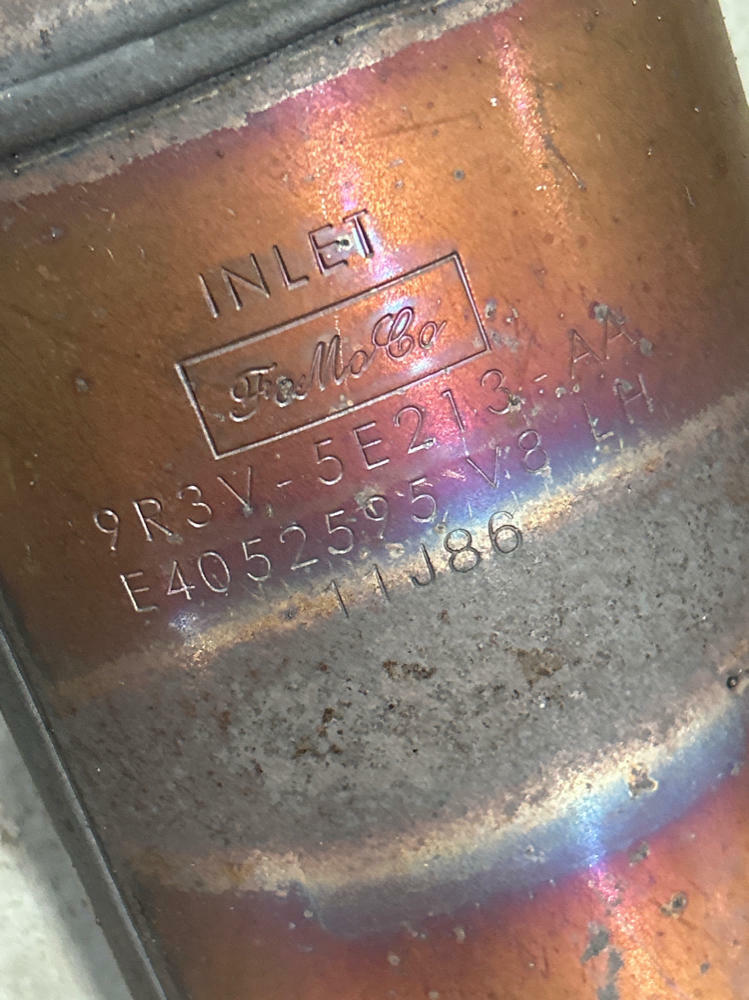 INLET
FoMoCo
9R3V-5E213-AA
E4052595 V8 LH
11J86